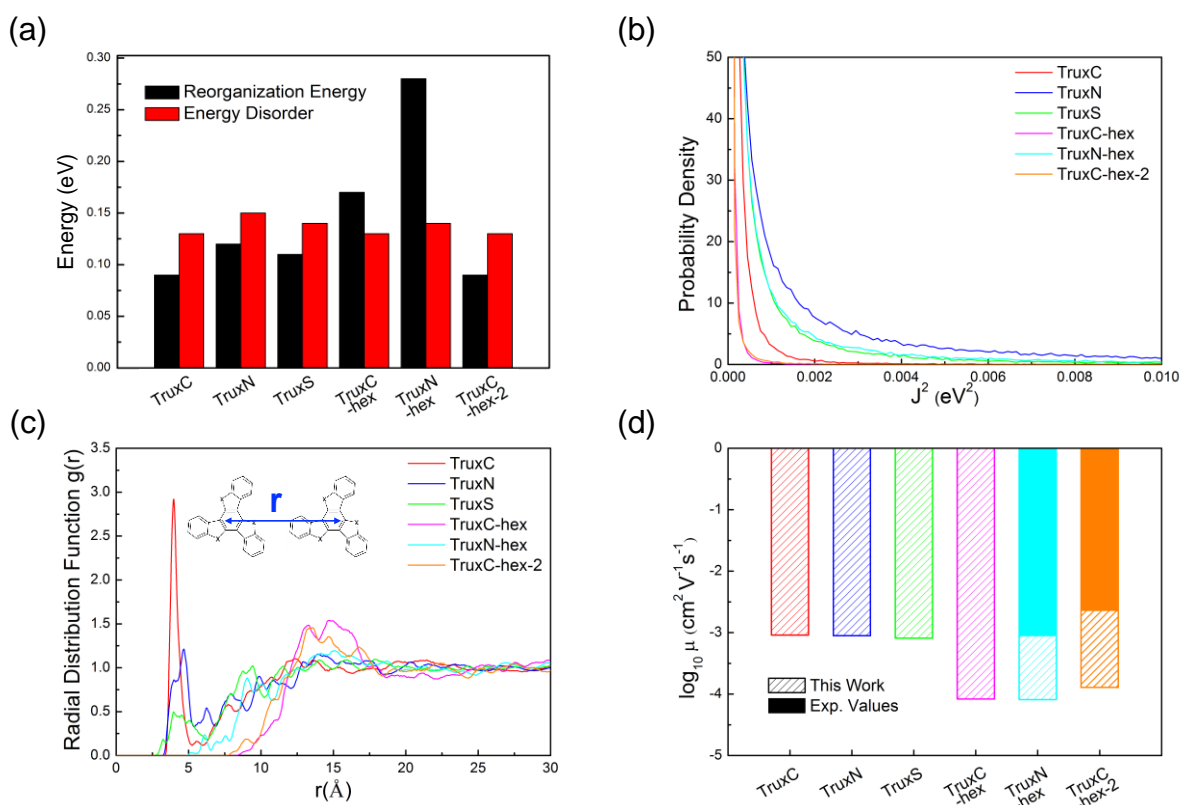 (a)
0.30
0.25
0.20
0.15
0.10
0.05
0.00
Energy (eV)
Reorganization Energy
Energy Disorder
TruxC
TruxN
TruxS
TruxC
-hex
TruxN
-hex
TruxC
-hex-2
(b)
50
40
30
20
10
0
Probability Density
TruxC
TruxN
TruxS
TruxC-hex
TruxN-hex
TruxC-hex-2
0.000 0.002 0.004 0.006 0.008 0.010
J² (eV²)
(c)
3.5
3.0
2.5
2.0
1.5
1.0
0.5
0.0
Radial Distribution Function g(r)
r
X
X
X
X
X
X
TruxC
TruxN
TruxS
TruxC-hex
TruxN-hex
TruxC-hex-2
0 5 10 15 20 25 30
r(Å)
(d)
0
-1
-2
-3
-4
-5
log₁₀ μ (cm² V⁻¹s⁻¹)
This Work
Exp. Values
TruxC
TruxN
TruxS
TruxC
-hex
TruxN
-hex
TruxC
-hex-2